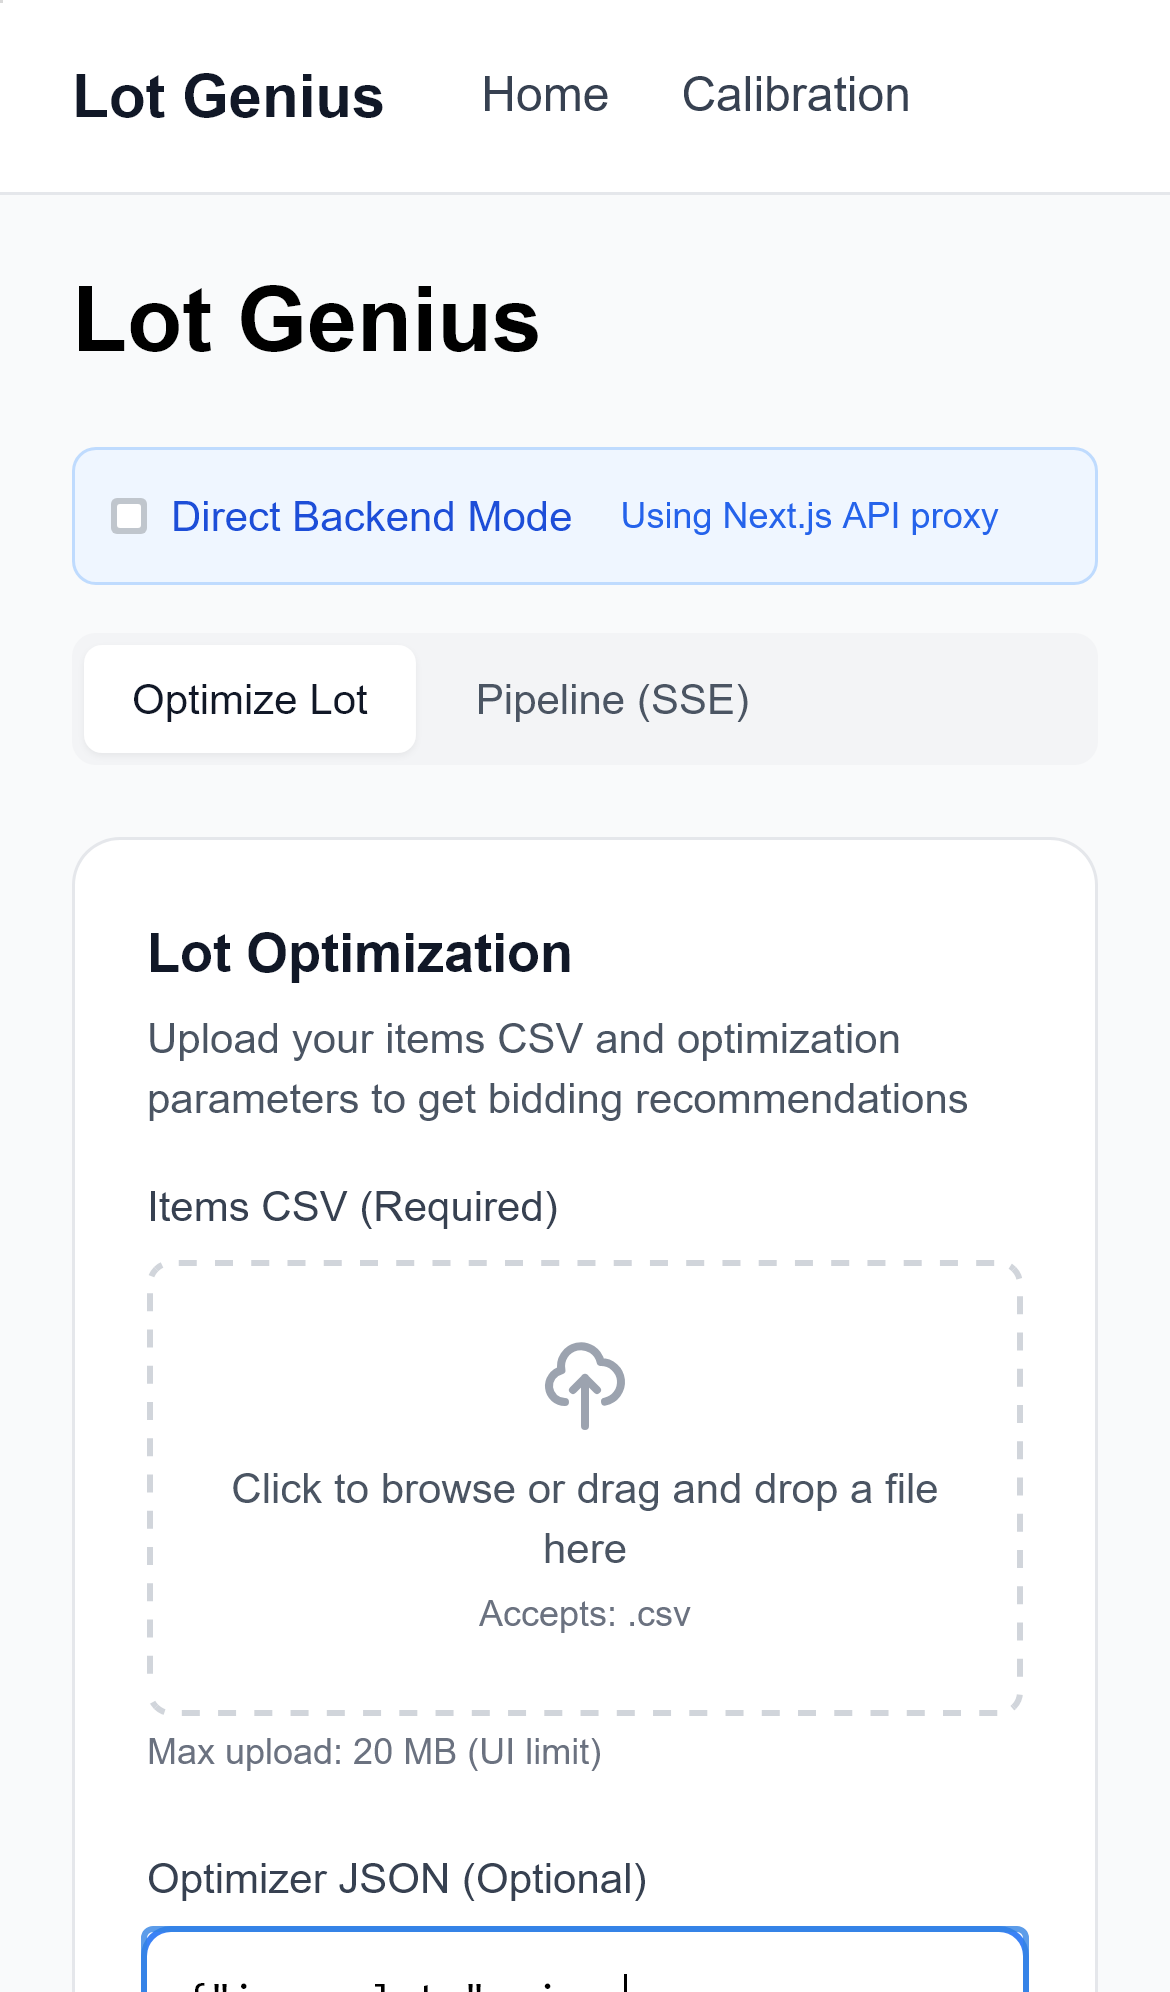 Lot Genius
Home
Calibration
Lot Genius
Direct Backend Mode
Using Next.js API proxy
Optimize Lot
Pipeline (SSE)
Lot Optimization
Upload your items CSV and optimization
parameters to get bidding recommendations
Items CSV (Required)
Click to browse or drag and drop a file
here
Accepts: .csv
Max upload: 20 MB (UI limit)
Optimizer JSON (Optional)